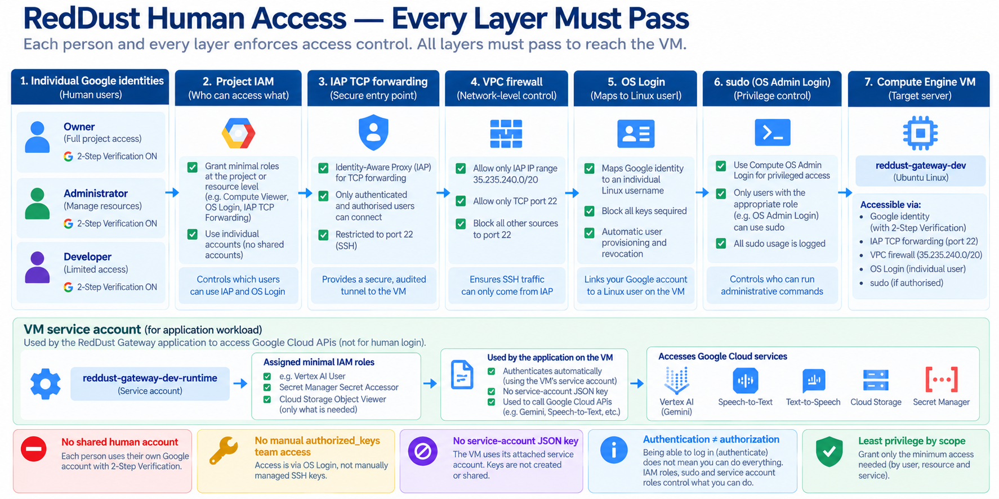 RedDust Human Access — Every Layer Must Pass
Each person and every layer enforces access control. All layers must pass to reach the VM.
1. Individual Google identities
(Human users)
Owner
(Full project access)
2-Step Verification ON
Administrator
(Manage resources)
2-Step Verification ON
Developer
(Limited access)
2-Step Verification ON
2. Project IAM
(Who can access what)
Grant minimal roles
at the project or
resource level
(e.g. Compute Viewer,
OS Login, IAP TCP
Forwarding)
Use individual
accounts (no shared
accounts)
Controls which users
can use IAP and OS Login
3. IAP TCP forwarding
(Secure entry point)
Identity-Aware Proxy (IAP)
for TCP forwarding
Only authenticated
and authorised users
can connect
Restricted to port 22
(SSH)
Provides a secure, audited
tunnel to the VM
4. VPC firewall
(Network-level control)
Allow only IAP IP range
35.235.240.0/20
Allow only TCP port 22
Block all other sources
to port 22
Ensures SSH traffic
can only come from IAP
5. OS Login
(Maps to Linux userl)
Maps Google identity
to an individual
Linux username
Block all keys sequired
Automatic user
provisioning and
revocation
Links your Google account
to a Linux user on the VM
6. sudo (OS Admin Login)
(Privilege control)
Use Compute OS Admin
Login for privileged access
Only users with the
appropriate role
(e.g. OS Admin Login)
can use sudo
All sudo usage is logged
Controls who can run
administrative commands
7. Compute Engine VM
(Target server)
reddust-gateway-dev
(Ubuntu Linux)
Accessible via:
• Google identity
(with 2-Step Verification)
• IAP TCP forwarding (port 22)
• VPC firewall (35.235.240.0/20)
• OS Login (individual user)
• sudo (if authorised)
VM service account (for application workload)
Used by the RedDust Gateway application to access Google Cloud APIs (not for human login).
reddust-gateway-dev-runtime
(Service account)
Assigned minimal IAM roles
e.g. Vertex AI User
Secret Manager Secret Accessor
Cloud Storage Object Viewer
(only what is needed)
Used by the application on the VM
Authenticates automatically
(using the VM's service account)
No service-account JSON key
Used to call Google Cloud APIs
(e.g. Gemini, Speech-to-Text, etc.)
Accesses Google Cloud services
Vertex AI
(Gemini)
Speech-to-Text
Text-to-Speech
Cloud Storage
Secret Manager
No shared human account
Each person uses their own Google
account with 2-Step Verification.
No manual authorized_keys
team access
Access is via OS Login, not manually
managed SSH keys.
No service-account JSON key
The VM uses its attached service
account. Keys are not created
or shared.
Authentication ≠ authorization
Being able to log in (authenticate)
does not mean you can do everything.
IAM roles, sudo and service account
roles control what you can do.
Least privilege by scope
Grant only the minimum access
needed (by user, resource and
service).